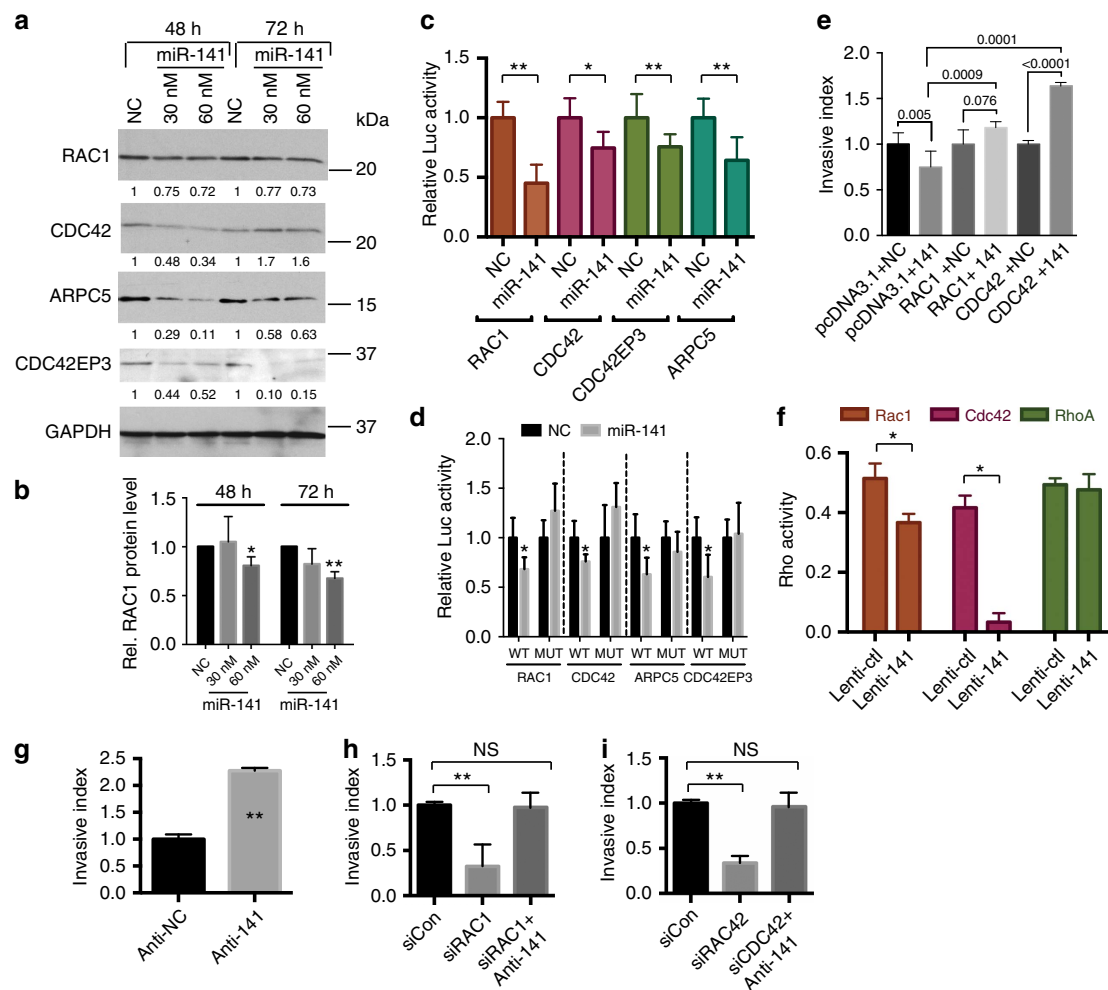 a
48 h 72 h
miR-141 miR-141
NC 30 nM 60 nM NC 30 nM 60 nM
kDa
RAC1
20
1 0.75 0.72 1 0.77 0.73
CDC42
20
1 0.48 0.34 1 1.7 1.6
ARPC5
15
1 0.29 0.11 1 0.58 0.63
CDC42EP3
37
1 0.44 0.52 1 0.10 0.15
GAPDH
37
b
48 h 72 h
Rel. RAC1 protein level
1.5
1.0
0.5
0.0
* **
NC 30 nM 60 nM NC 30 nM 60 nM
miR-141 miR-141
c
Relative Luc activity
1.5
1.0
0.5
0.0
** * ** **
NC miR-141 NC miR-141 NC miR-141 NC miR-141
RAC1 CDC42 CDC42EP3 ARPC5
d
NC miR-141
Relative Luc activity
2.0
1.5
1.0
0.5
0.0
* * * *
WT MUT WT MUT WT MUT WT MUT
RAC1 CDC42 ARPC5 CDC42EP3
e
Invasive index
2.0
1.5
1.0
0.5
0.0
0.0001
0.0009 <0.0001
0.005 0.076
pcDNA3.1+NC
pcDNA3.1+141
RAC1 +NC
RAC1+ 141
CDC42 +NC
CDC42 +141
f
Rac1 Cdc42 RhoA
Rho activity
0.6
0.4
0.2
0.0
* *
Lenti-ctl Lenti-141 Lenti-ctl Lenti-141 Lenti-ctl Lenti-141
g
Invasive index
2.5
2.0
1.5
1.0
0.5
0.0
**
Anti-NC Anti-141
h
Invasive index
1.5
1.0
0.5
0.0
NS
**
siCon
siRAC1
siRAC1+
Anti-141
i
Invasive index
1.5
1.0
0.5
0.0
NS
**
siCon
siRAC42
siCDC42+
Anti-141